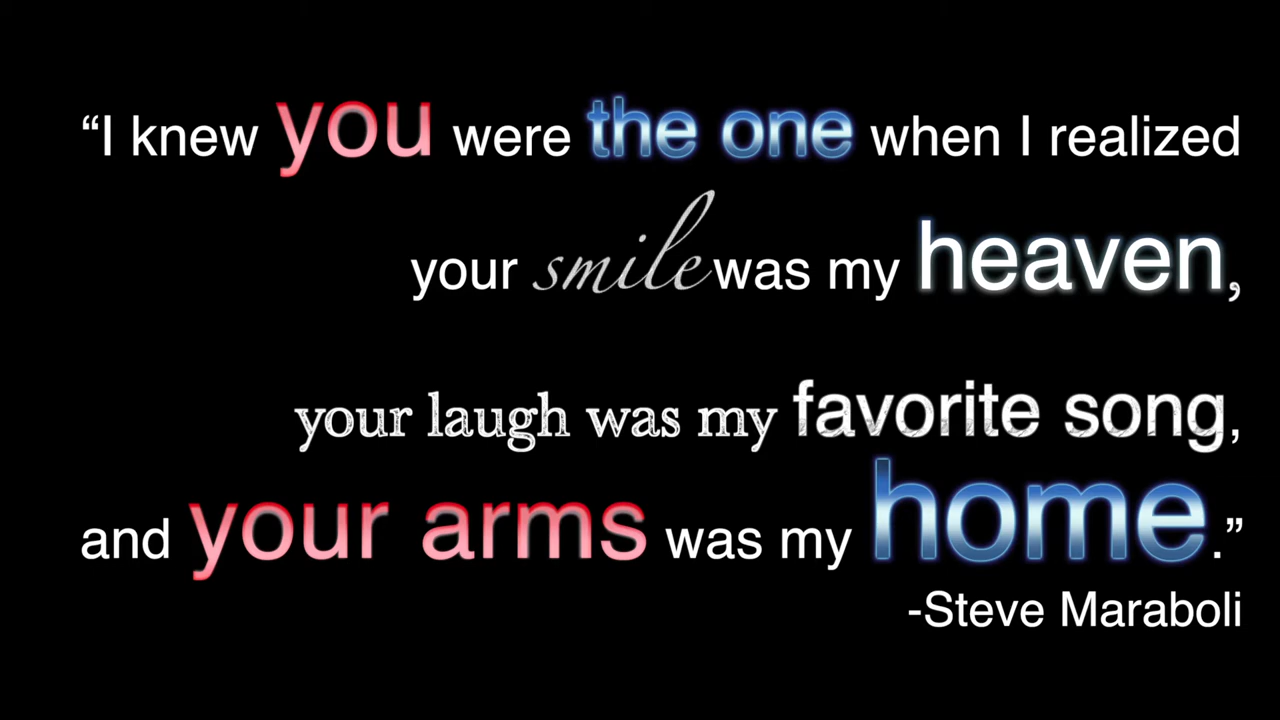 “I knew you were the one when I realized
your smile was my heaven,
your laugh was my favorite song,
and your arms was my home.”
-Steve Maraboli